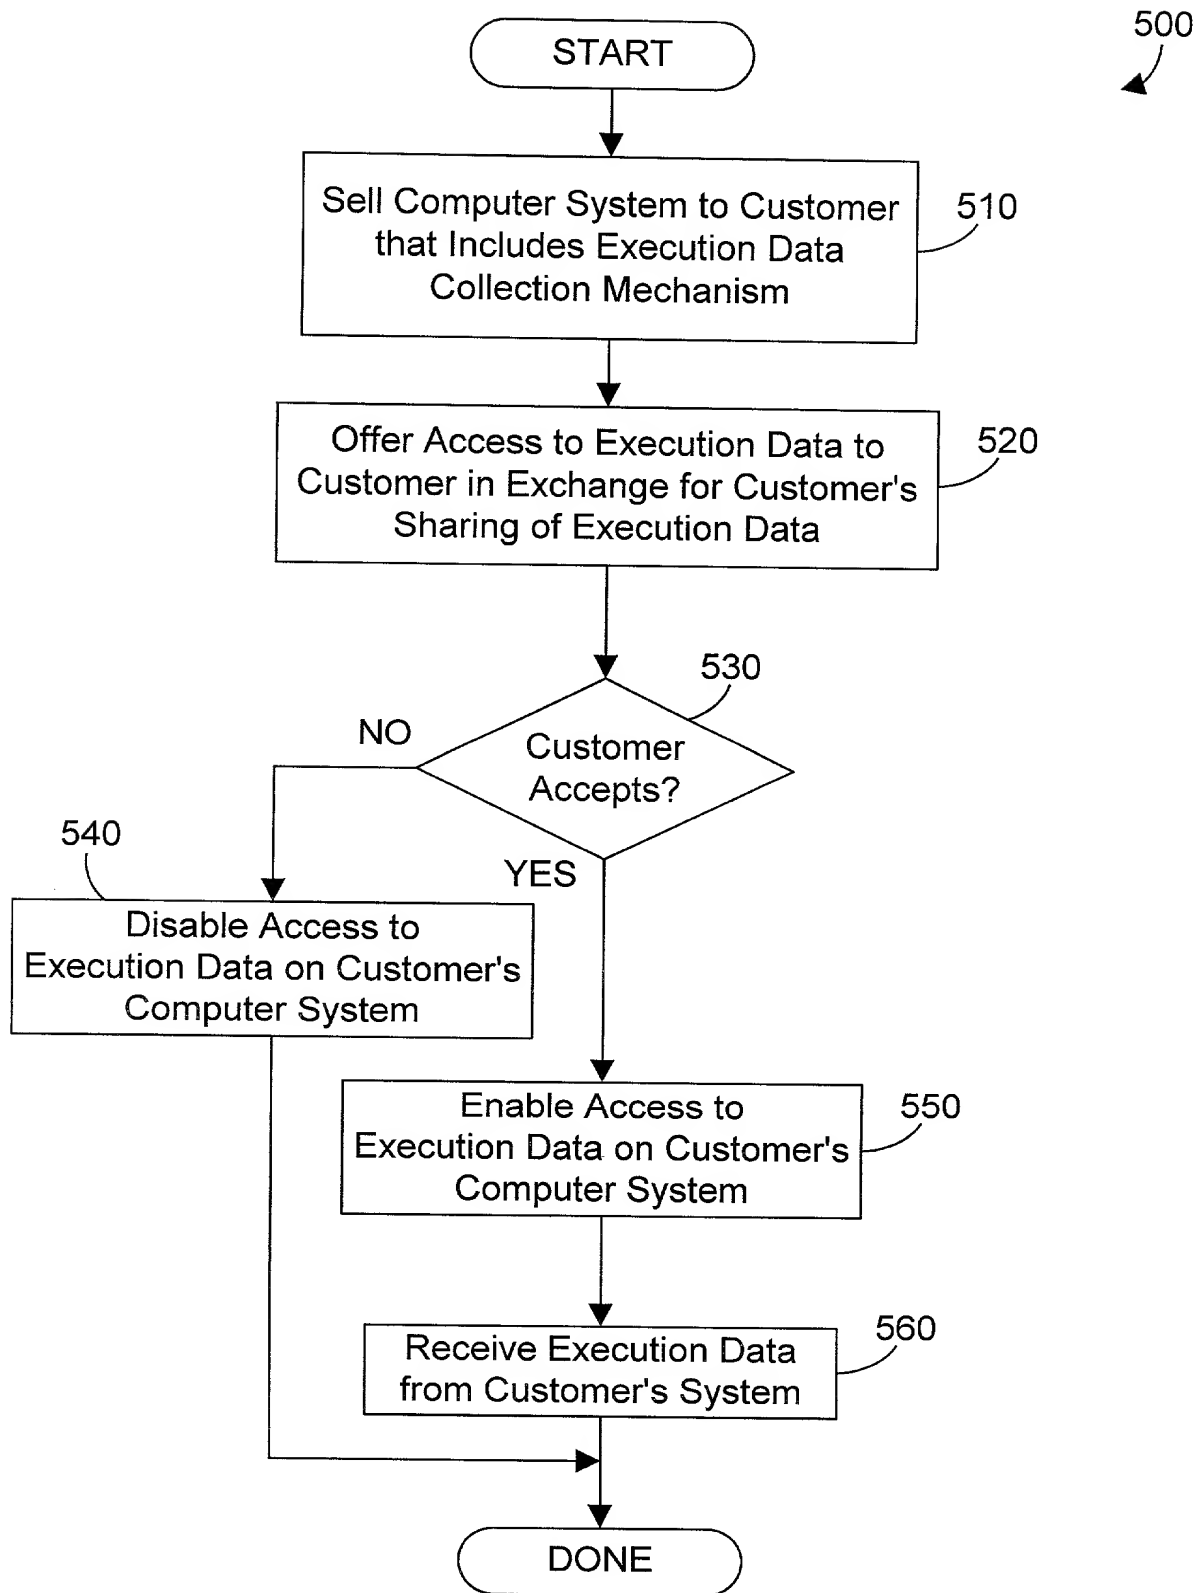 500
START
Sell Computer System to Customer
that Includes Execution Data
Collection Mechanism
510
Offer Access to Execution Data to
Customer in Exchange for Customer's
Sharing of Execution Data
520
530
NO
Customer
Accepts?
540
YES
Disable Access to
Execution Data on Customer's
Computer System
Enable Access to
Execution Data on Customer's
Computer System
550
Receive Execution Data
from Customer's System
560
DONE